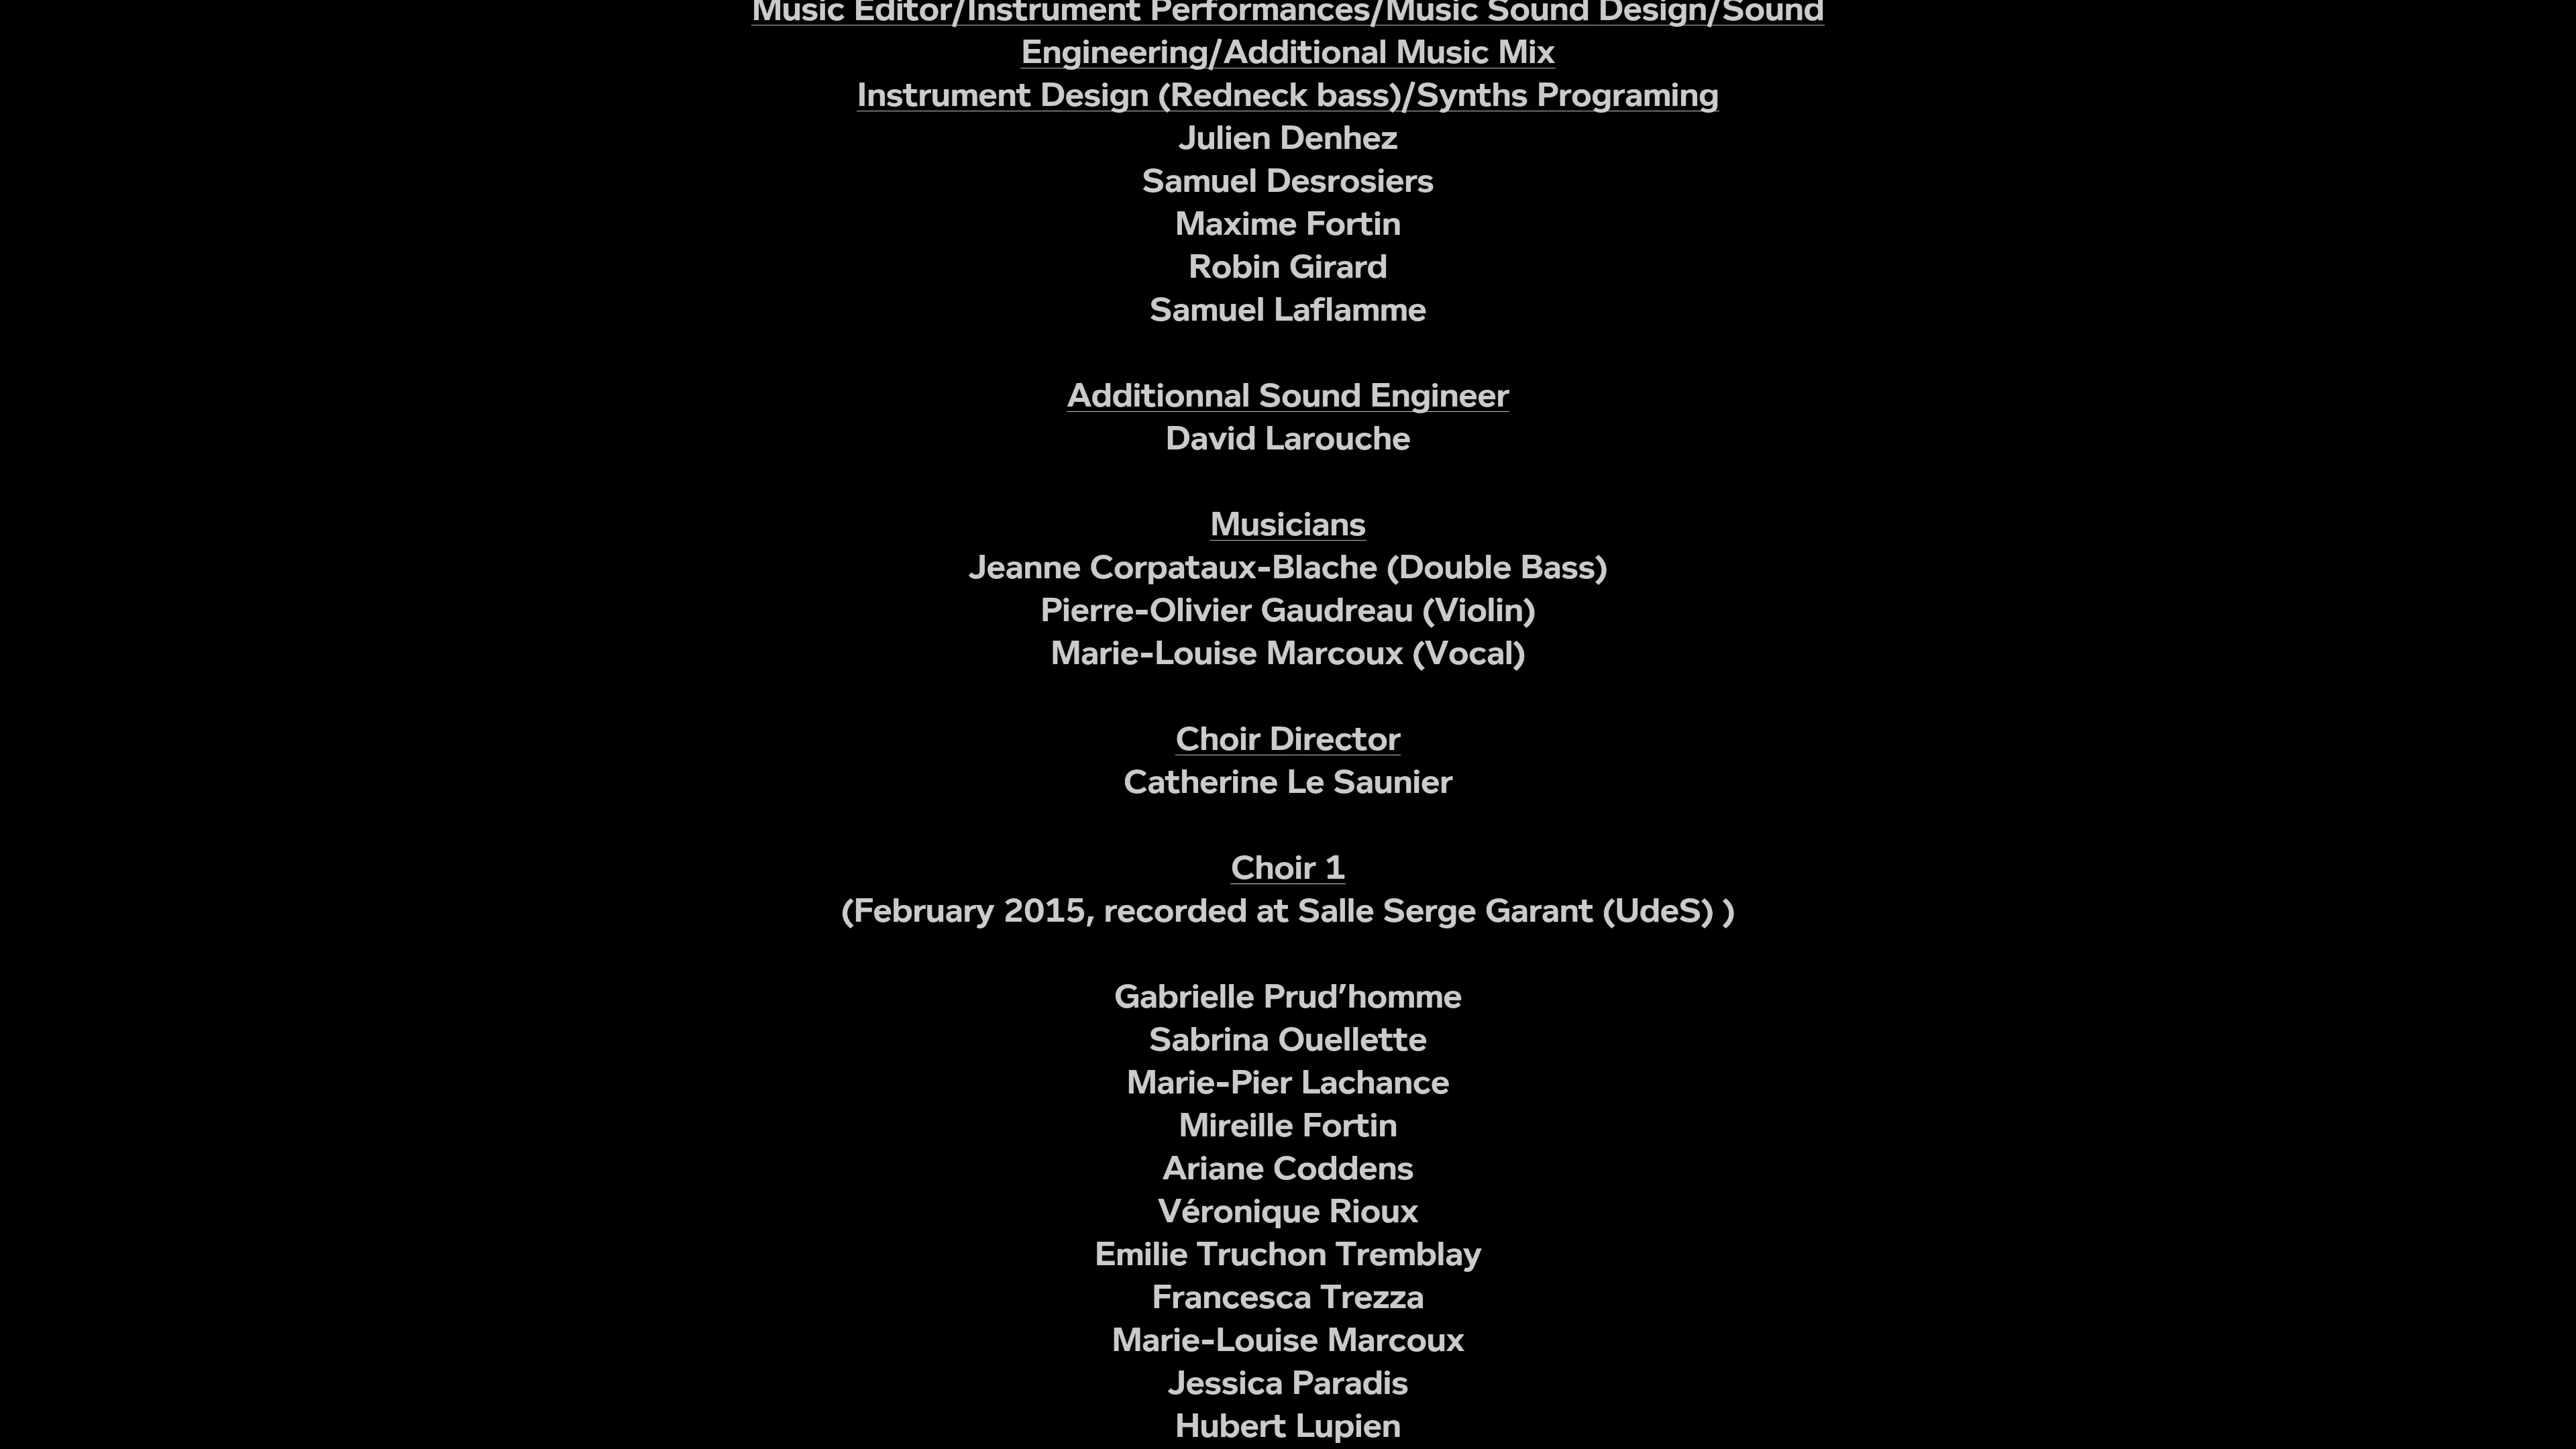 Music Editor/Instrument Performances/Music Sound Design/Sound
Engineering/Additional Music Mix
Instrument Design (Redneck bass)/Synths Programing
Julien Denhez
Samuel Desrosiers
Maxime Fortin
Robin Girard
Samuel Laflamme
Additionnal Sound Engineer
David Larouche
Musicians
Jeanne Corpataux-Blache (Double Bass)
Pierre-Olivier Gaudreau (Violin)
Marie-Louise Marcoux (Vocal)
Choir Director
Catherine Le Saunier
Choir 1
(February 2015, recorded at Salle Serge Garant (UdeS) )
Gabrielle Prud’homme
Sabrina Ouellette
Marie-Pier Lachance
Mireille Fortin
Ariane Coddens
Véronique Rioux
Emilie Truchon Tremblay
Francesca Trezza
Marie-Louise Marcoux
Jessica Paradis
Hubert Lupien